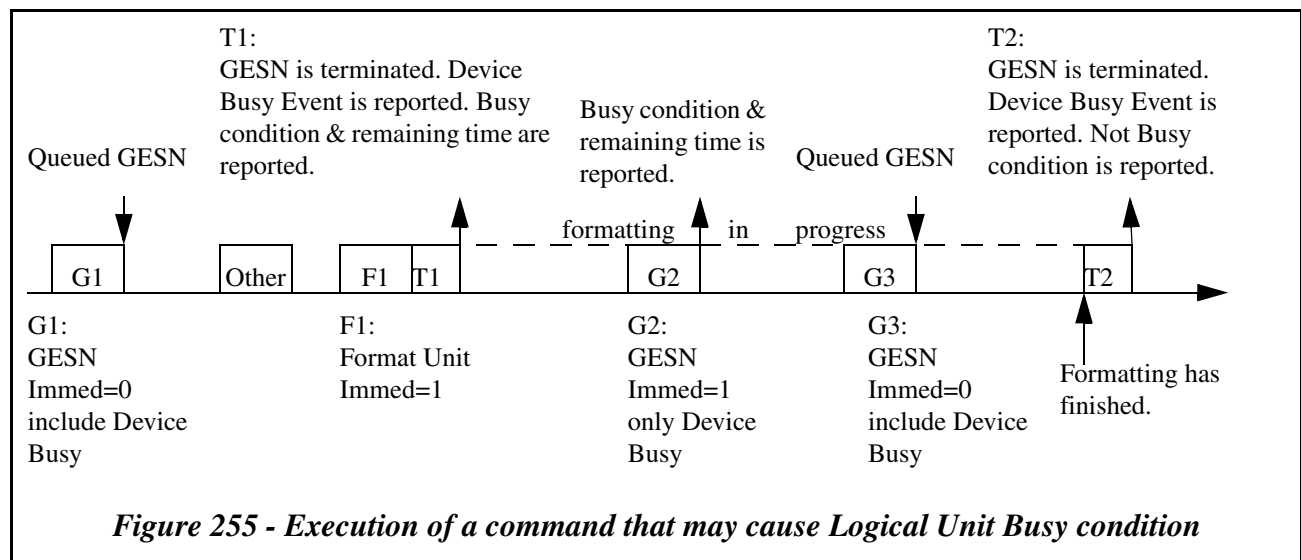 T1:
GESN is terminated. Device
Busy Event is reported. Busy
condition & remaining time are
reported.
T2:
GESN is terminated.
Device Busy Event is
reported. Not Busy
condition is reported.
Busy condition &
remaining time is
reported.
Queued GESN
Queued GESN
formatting in progress
G1
Other
F1
T1
G2
G3
T2
G1:
GESN
Immed=0
include Device
Busy
F1:
Format Unit
Immed=1
G2:
GESN
Immed=1
only Device
Busy
G3:
GESN
Immed=0
include Device
Busy
Formatting has
finished.
Figure 255 - Execution of a command that may cause Logical Unit Busy condition